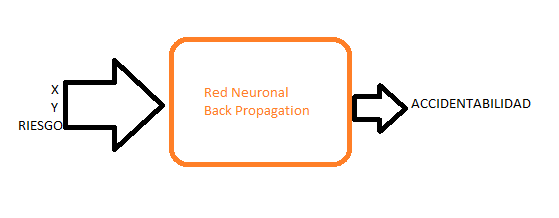 X
Y
RIESGO
Red Neuronal
Back Propagation
ACCIDENTABILIDAD